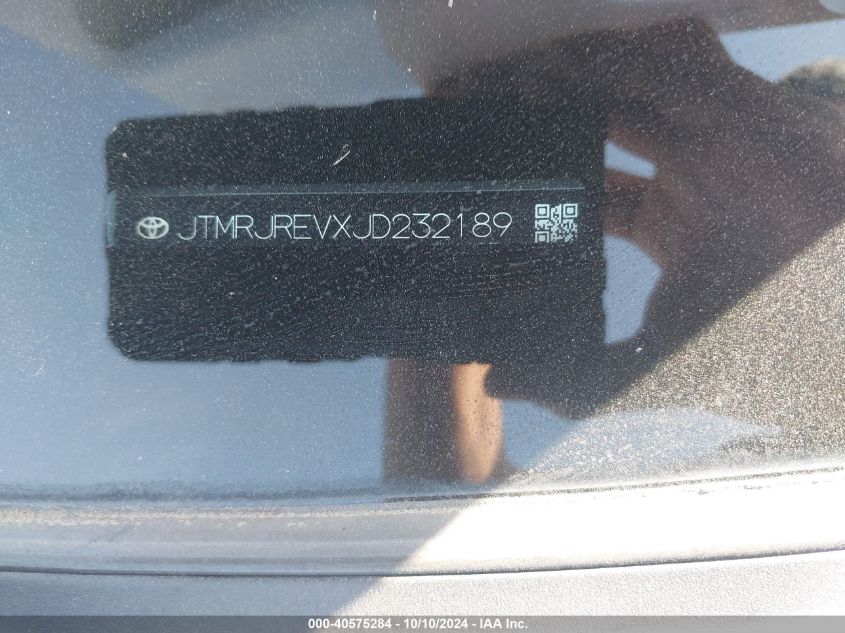 JTMRJREVXJD232189
000-40575284 - 10/10/2024 - IAA Inc.